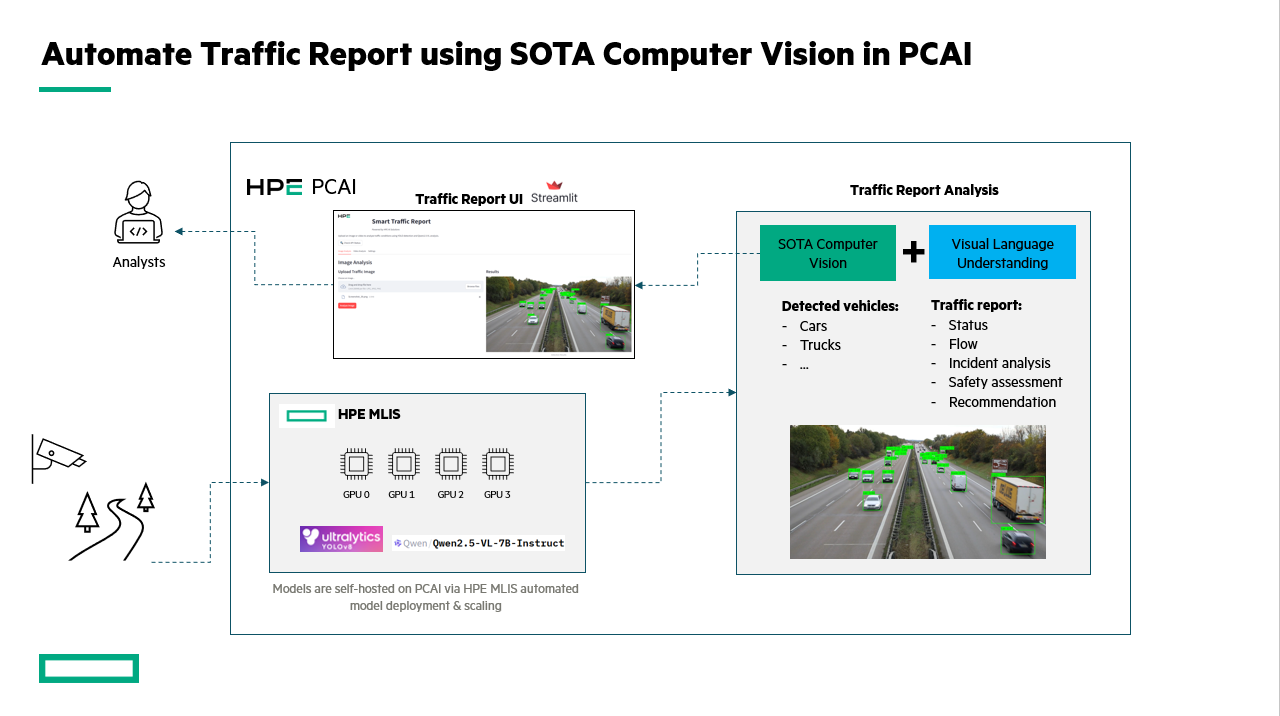 Automate Traffic Report using SOTA Computer Vision in PCAI
HPE PCAI
Traffic Report UI
Streamlit
Traffic Report Analysis
HPE
Smart Traffic Report
Image Analysis
Upload Traffic Image
Results
Analysts
SOTA Computer
Vision
Visual Language
Understanding
Detected vehicles:
- Cars
- Trucks
- ...
Traffic report:
- Status
- Flow
- Incident analysis
- Safety assessment
- Recommendation
HPE MLIS
GPU 0
GPU 1
GPU 2
GPU 3
ultralytics
YOLOv8
Qwen/Qwen2.5-VL-7B-Instruct
Models are self-hosted on PCAI via HPE MLIS automated
model deployment & scaling